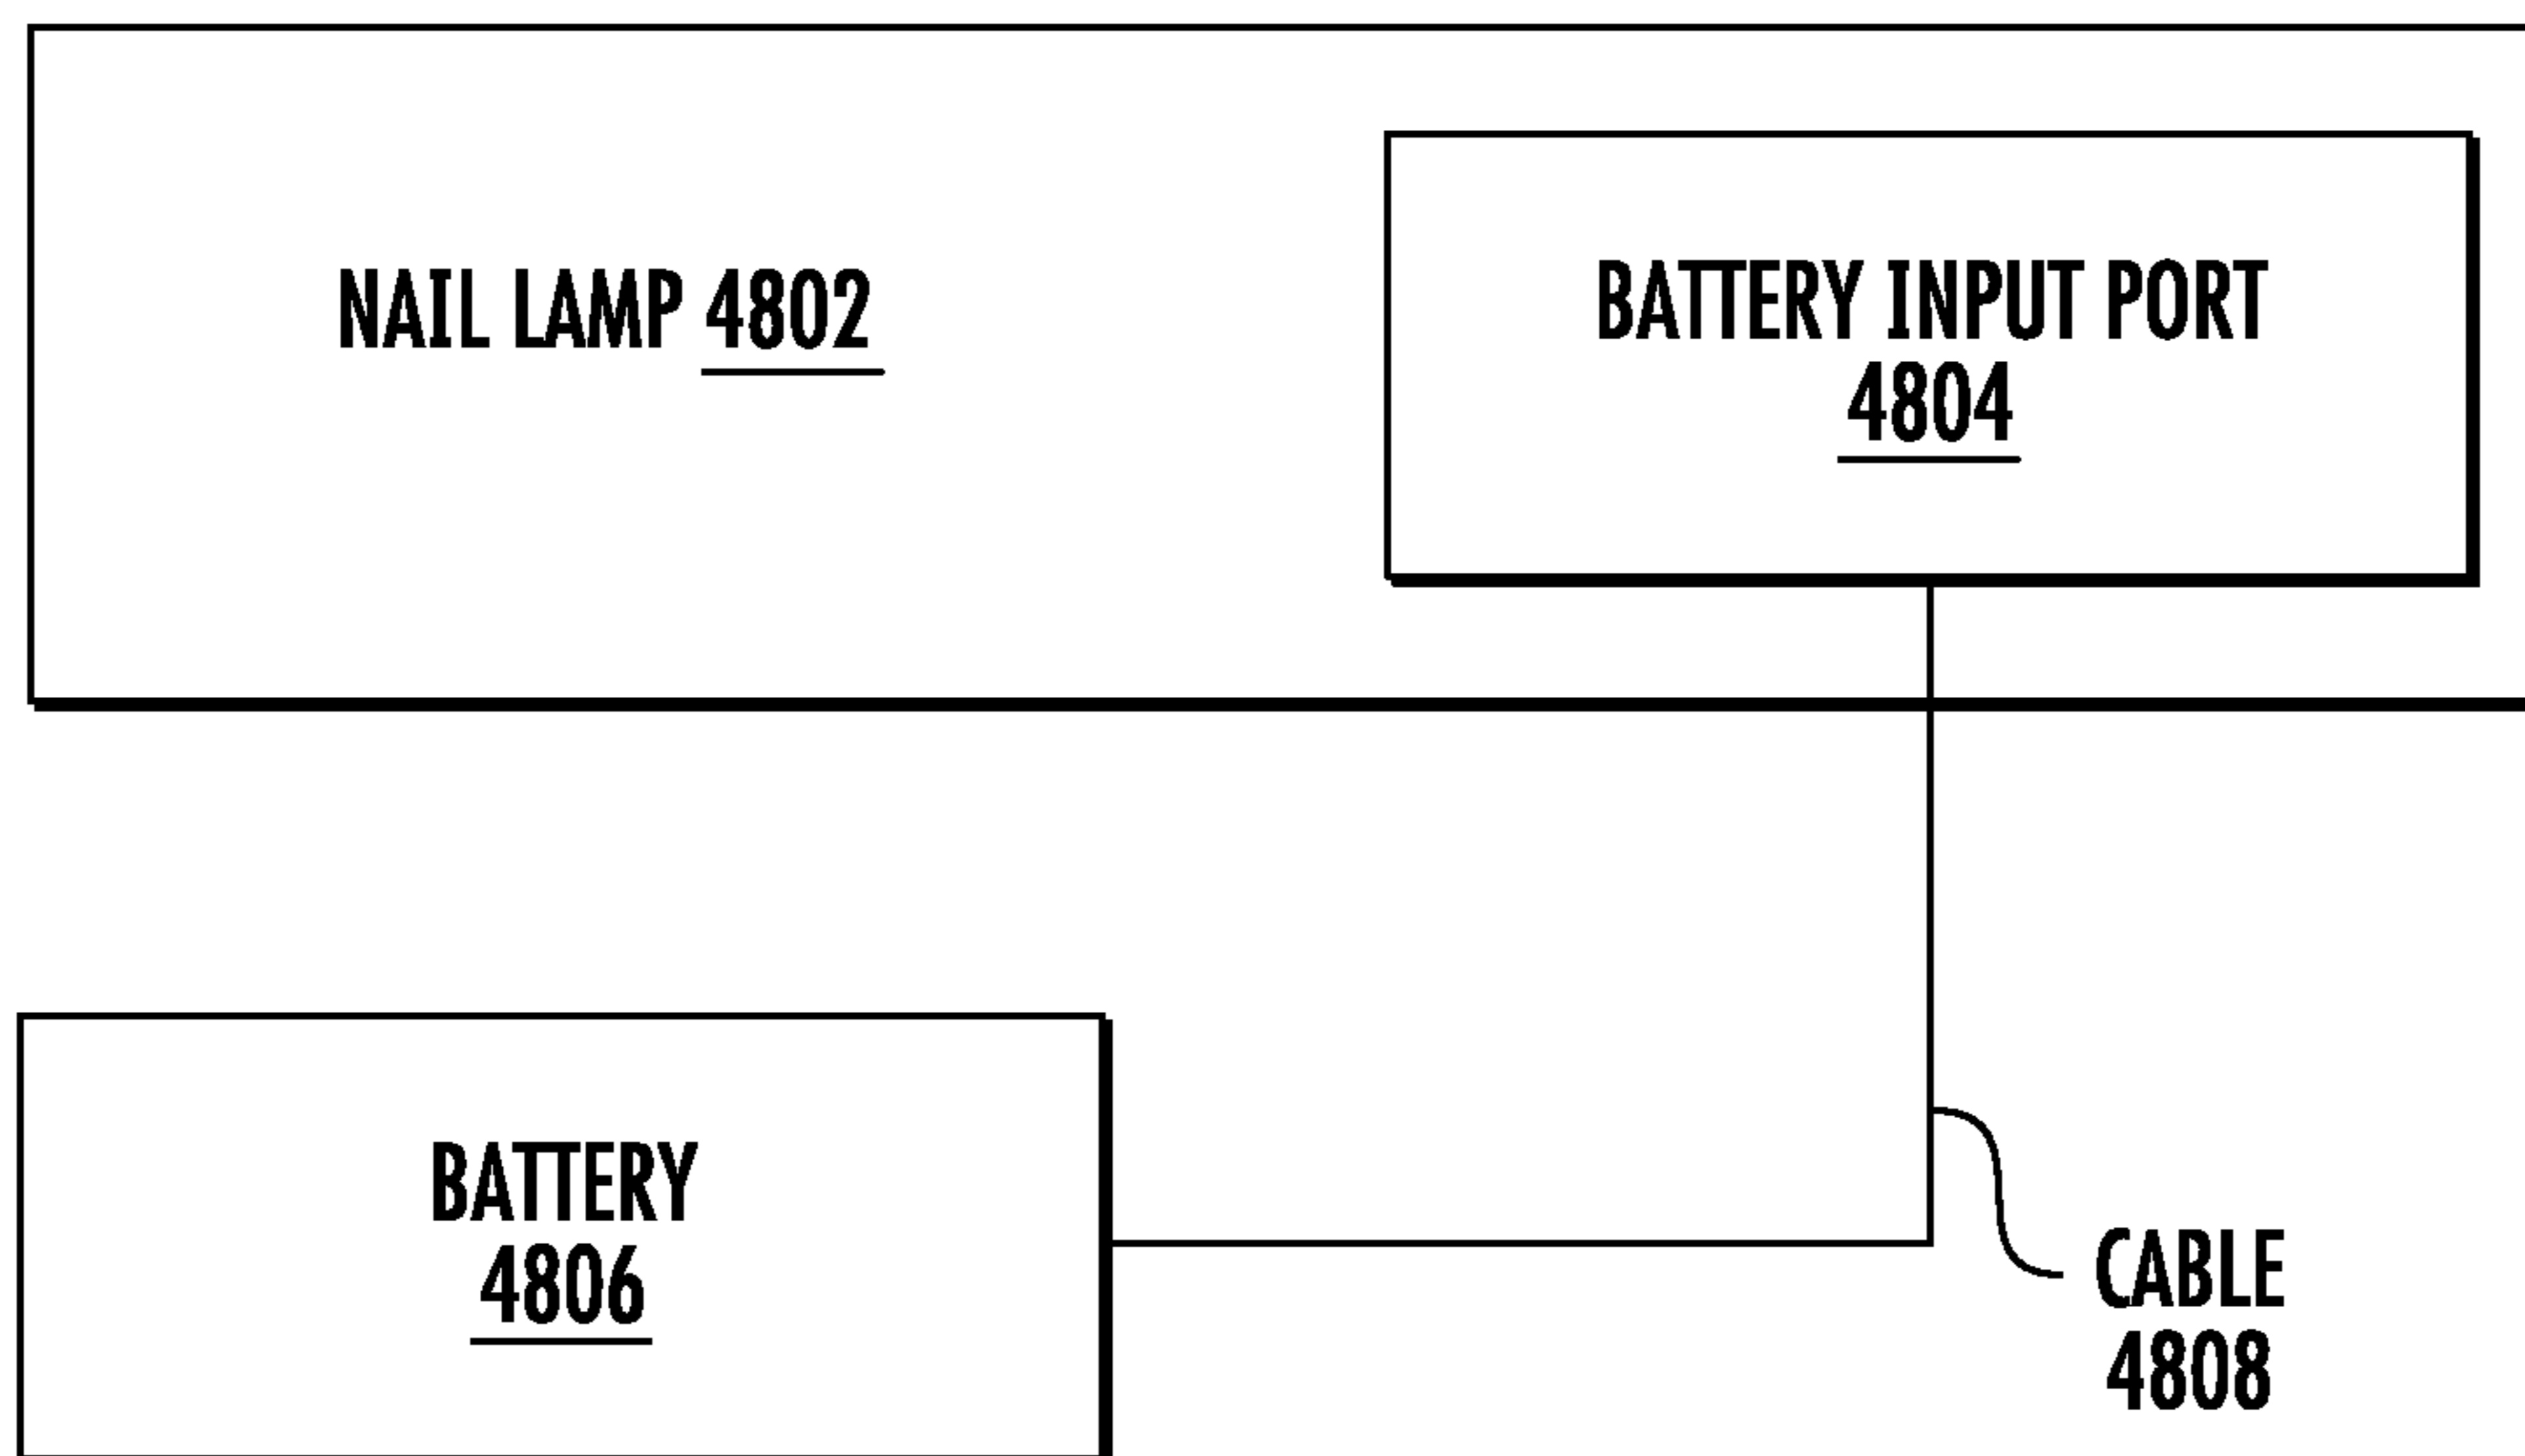 NAIL LAMP 4802
BATTERY INPUT PORT
4804
BATTERY
4806
CABLE
4808